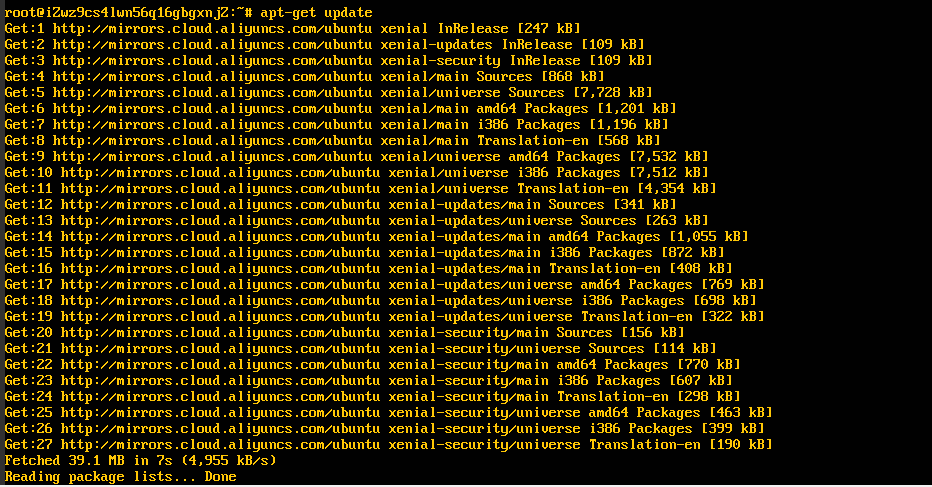 root@iZwz9cs4lwn56q16gbgxnjZ:~# apt-get update
Get:1 http://mirrors.cloud.aliyuncs.com/ubuntu xenial InRelease [247 kB]
Get:2 http://mirrors.cloud.aliyuncs.com/ubuntu xenial-updates InRelease [109 kB]
Get:3 http://mirrors.cloud.aliyuncs.com/ubuntu xenial-security InRelease [109 kB]
Get:4 http://mirrors.cloud.aliyuncs.com/ubuntu xenial/main Sources [868 kB]
Get:5 http://mirrors.cloud.aliyuncs.com/ubuntu xenial/universe Sources [7,728 kB]
Get:6 http://mirrors.cloud.aliyuncs.com/ubuntu xenial/main amd64 Packages [1,201 kB]
Get:7 http://mirrors.cloud.aliyuncs.com/ubuntu xenial/main i386 Packages [1,196 kB]
Get:8 http://mirrors.cloud.aliyuncs.com/ubuntu xenial/main Translation-en [568 kB]
Get:9 http://mirrors.cloud.aliyuncs.com/ubuntu xenial/universe amd64 Packages [7,532 kB]
Get:10 http://mirrors.cloud.aliyuncs.com/ubuntu xenial/universe i386 Packages [7,512 kB]
Get:11 http://mirrors.cloud.aliyuncs.com/ubuntu xenial/universe Translation-en [4,354 kB]
Get:12 http://mirrors.cloud.aliyuncs.com/ubuntu xenial-updates/main Sources [341 kB]
Get:13 http://mirrors.cloud.aliyuncs.com/ubuntu xenial-updates/universe Sources [263 kB]
Get:14 http://mirrors.cloud.aliyuncs.com/ubuntu xenial-updates/main amd64 Packages [1,055 kB]
Get:15 http://mirrors.cloud.aliyuncs.com/ubuntu xenial-updates/main i386 Packages [872 kB]
Get:16 http://mirrors.cloud.aliyuncs.com/ubuntu xenial-updates/main Translation-en [408 kB]
Get:17 http://mirrors.cloud.aliyuncs.com/ubuntu xenial-updates/universe amd64 Packages [769 kB]
Get:18 http://mirrors.cloud.aliyuncs.com/ubuntu xenial-updates/universe i386 Packages [698 kB]
Get:19 http://mirrors.cloud.aliyuncs.com/ubuntu xenial-updates/universe Translation-en [322 kB]
Get:20 http://mirrors.cloud.aliyuncs.com/ubuntu xenial-security/main Sources [156 kB]
Get:21 http://mirrors.cloud.aliyuncs.com/ubuntu xenial-security/universe Sources [114 kB]
Get:22 http://mirrors.cloud.aliyuncs.com/ubuntu xenial-security/main amd64 Packages [770 kB]
Get:23 http://mirrors.cloud.aliyuncs.com/ubuntu xenial-security/main i386 Packages [607 kB]
Get:24 http://mirrors.cloud.aliyuncs.com/ubuntu xenial-security/main Translation-en [298 kB]
Get:25 http://mirrors.cloud.aliyuncs.com/ubuntu xenial-security/universe amd64 Packages [463 kB]
Get:26 http://mirrors.cloud.aliyuncs.com/ubuntu xenial-security/universe i386 Packages [399 kB]
Get:27 http://mirrors.cloud.aliyuncs.com/ubuntu xenial-security/universe Translation-en [190 kB]
Fetched 39.1 MB in 7s (4,955 kB/s)
Reading package lists... Done